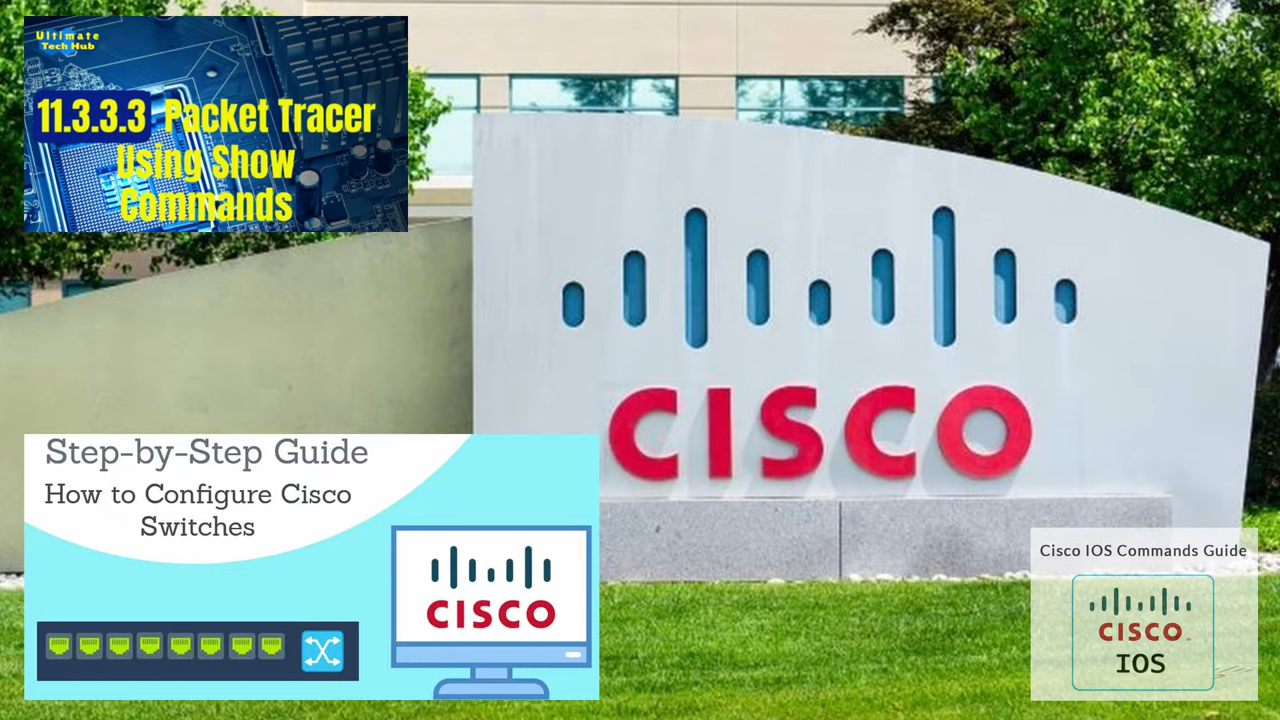 Ultimate
Tech Hub
11.3.3.3 Packet Tracer
Using Show
Commands
CISCO
Step-by-Step Guide
How to Configure Cisco
Switches
CISCO
Cisco IOS Commands Guide
CISCO
IOS